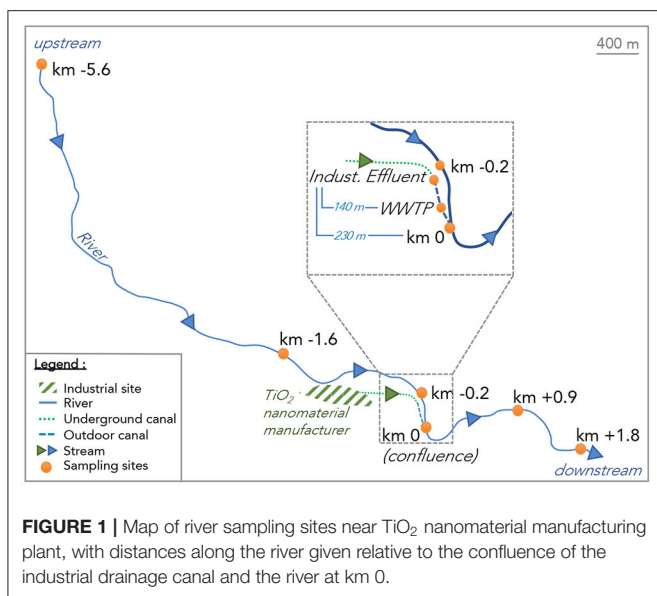 upstream
400 m
km -5.6
km -0.2
Indust. Effluent
140 m
WWTP
230 m
km 0
River
km -1.6
Legend :
Industrial site
River
Underground canal
Outdoor canal
Stream
Sampling sites
TiO₂
nanomaterial
manufacturer
km -0.2
km +0.9
km 0
(confluence)
km +1.8
downstream
FIGURE 1 | Map of river sampling sites near TiO₂ nanomaterial manufacturing
plant, with distances along the river given relative to the confluence of the
industrial drainage canal and the river at km 0.